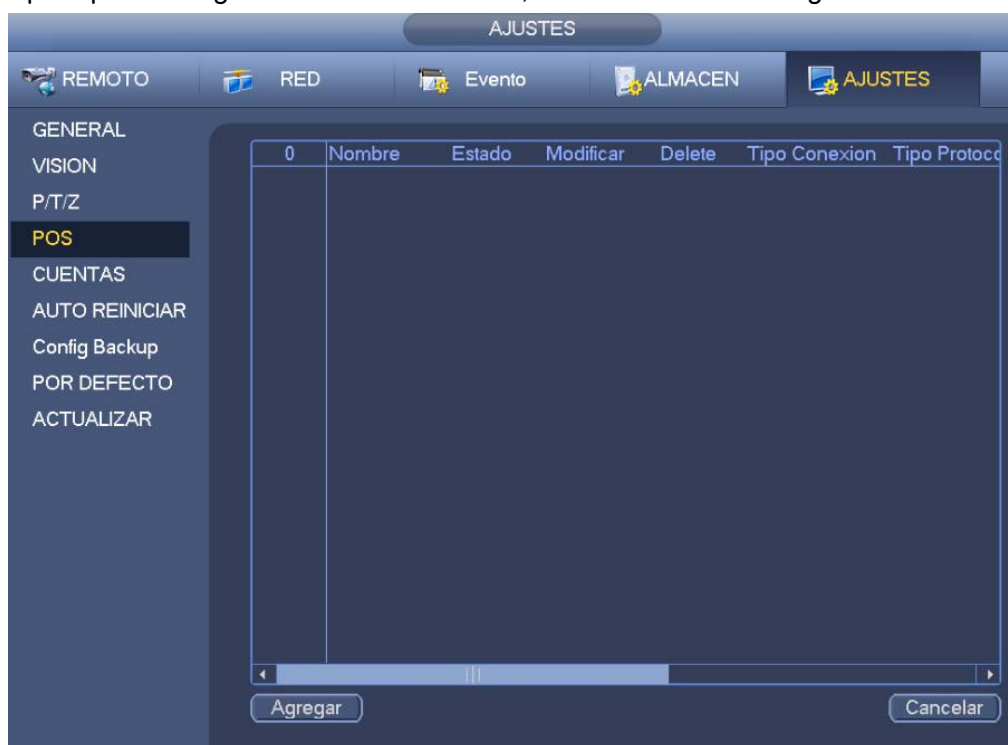 AJUSTES
REMOTO RED Evento ALMACEN AJUSTES
GENERAL
VISION
P/T/Z
POS
CUENTAS
AUTO REINICIAR
Config Backup
POR DEFECTO
ACTUALIZAR
0 Nombre Estado Modificar Delete Tipo Conexion Tipo
Agregar Cancelar